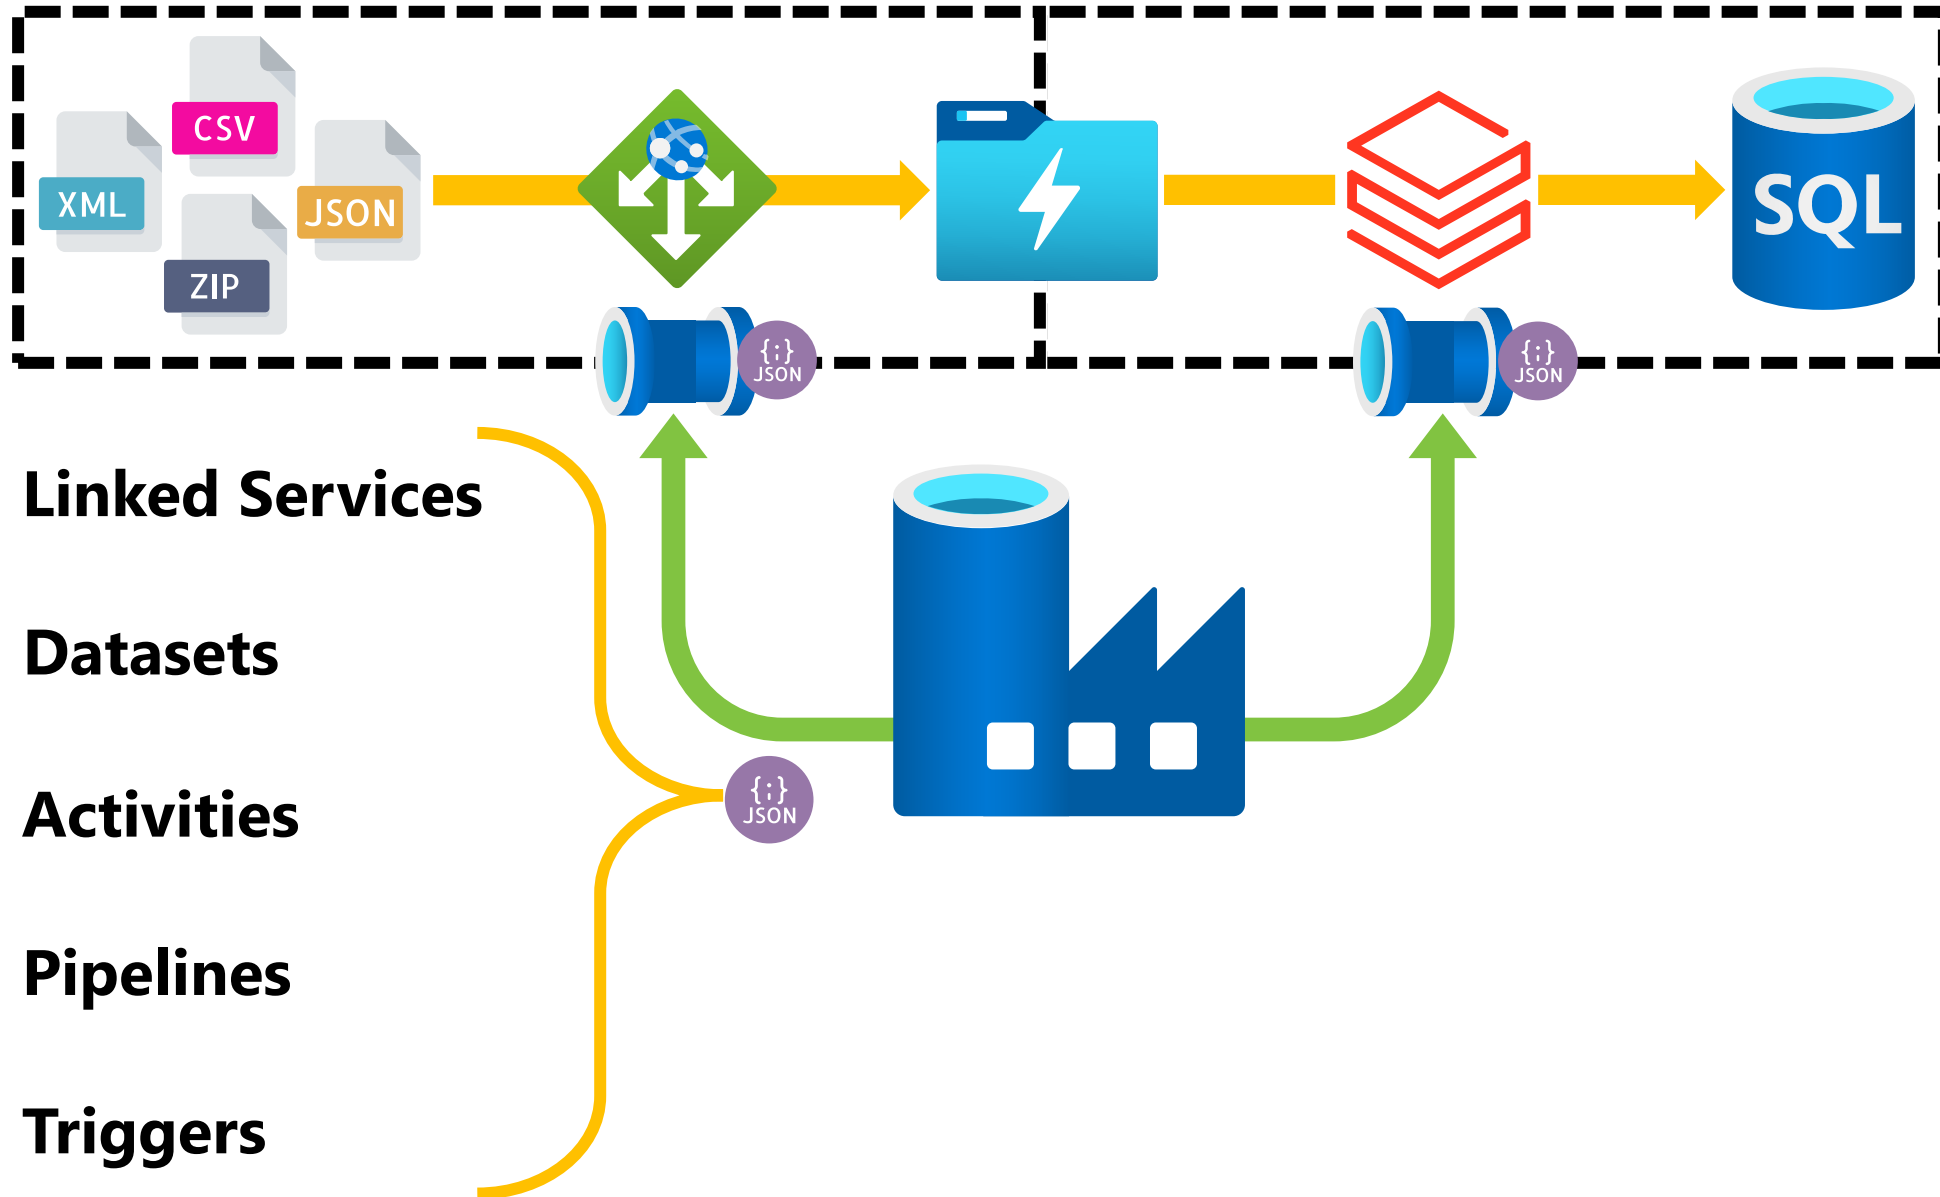 CSV
XML
JSON
ZIP
SQL
{;}
JSON
{;}
JSON
Linked Services
Datasets
Activities
{;}
JSON
Pipelines
Triggers